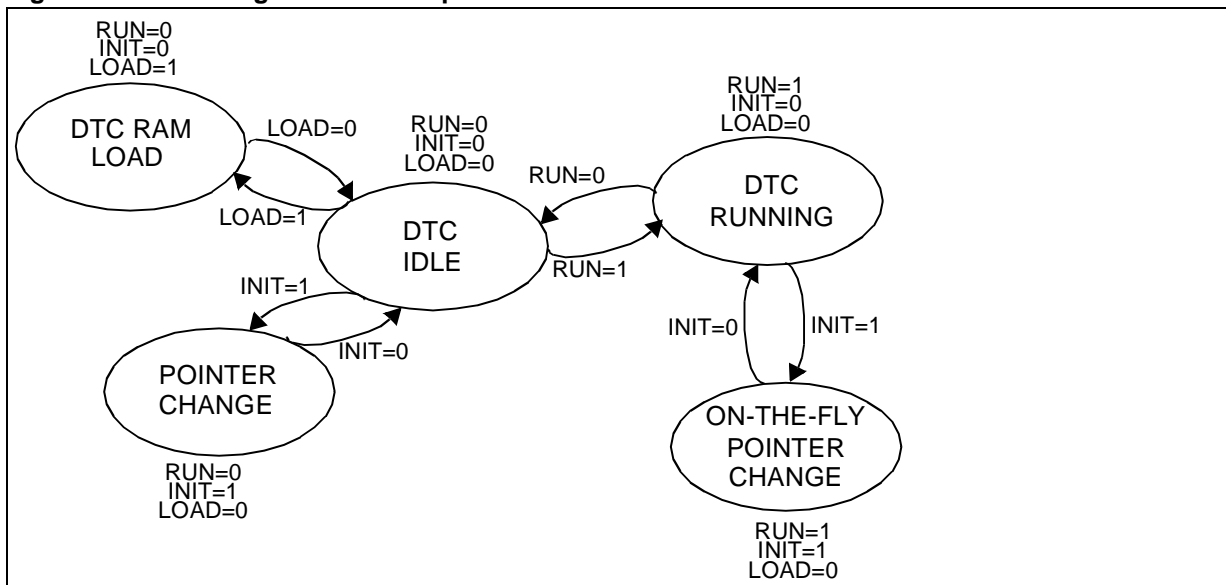 RUN=0
INIT=0
LOAD=1
DTC RAM
LOAD
LOAD=0
LOAD=1
RUN=0
INIT=0
LOAD=0
DTC
IDLE
RUN=1
INIT=0
LOAD=0
DTC
RUNNING
RUN=0
RUN=1
INIT=1
INIT=0
POINTER
CHANGE
RUN=0
INIT=1
LOAD=0
INIT=0
INIT=1
ON-THE-FLY
POINTER
CHANGE
RUN=1
INIT=1
LOAD=0